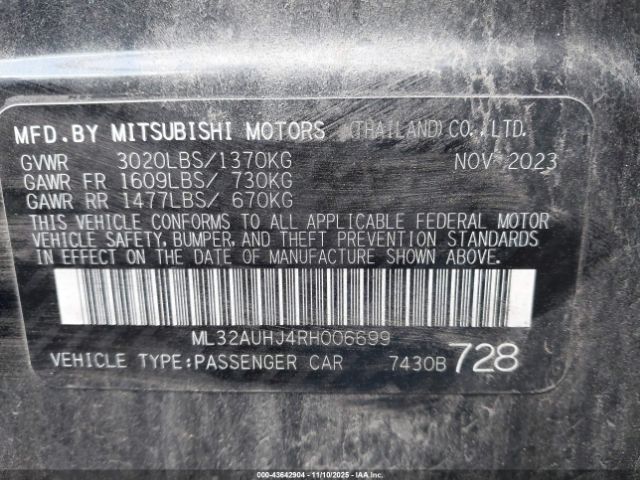 MFD.BY MITSUBISHI MOTORS (THAILAND) CO.,LTD.
GVWR 3020LBS/1370KG NOV 2023
GAWR FR 1609LBS/ 730KG
GAWR RR 1477LBS/ 670KG
THIS VEHICLE CONFORMS TO ALL APPLICABLE FEDERAL MOTOR
VEHICLE SAFETY, BUMPER, AND THEFT PREVENTION STANDARDS
IN EFFECT ON THE DATE OF MANUFACTURE SHOWN ABOVE.
ML32AUHJ4RH006699
VEHICLE TYPE:PASSENGER CAR 7430B 728
000-43642904 - 11/10/2025 - IAAI.COM